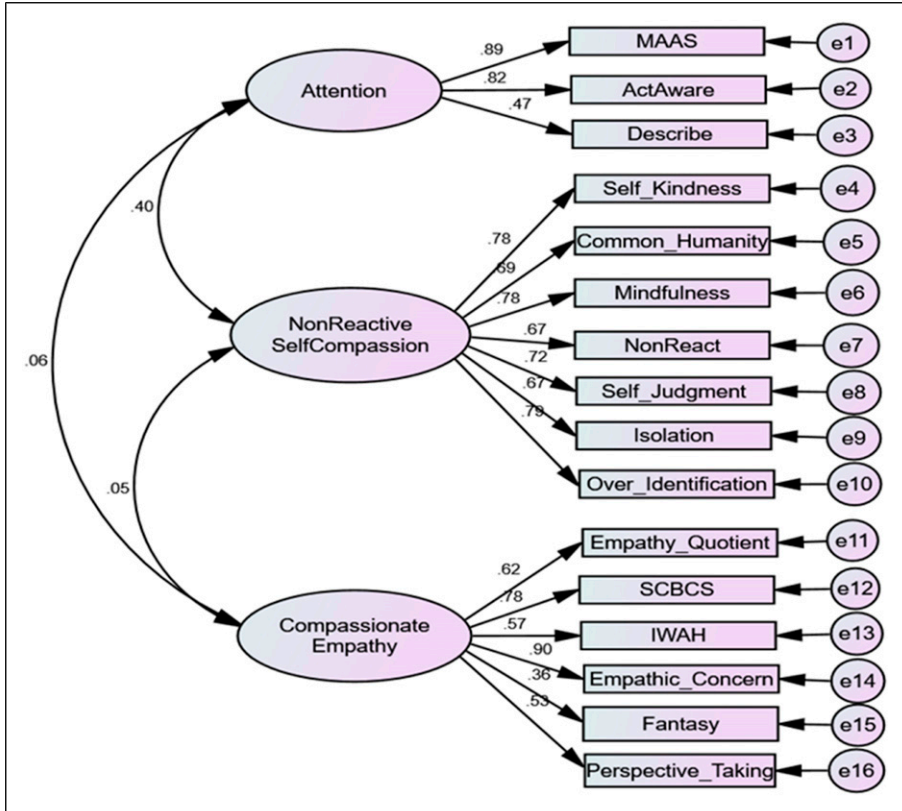 Attention
.89
MAAS
e1
.82
ActAware
e2
.47
Describe
e3
.40
.06
NonReactive
SelfCompassion
.78
Self_Kindness
e4
.69
Common_Humanity
e5
.78
Mindfulness
e6
.67
NonReact
e7
.72
Self_Judgment
e8
.67
Isolation
e9
.79
Over_Identification
e10
.05
Compassionate
Empathy
.62
Empathy_Quotient
e11
.78
SCBCS
e12
.57
IWAH
e13
.90
Empathic_Concern
e14
.36
Fantasy
e15
.53
Perspective_Taking
e16